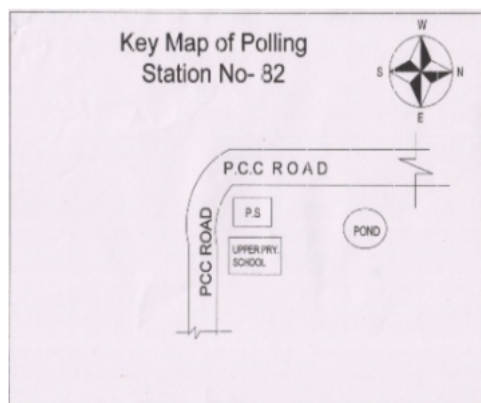 Key Map of Polling
Station No- 82
W
S
N
E
P.C.C ROAD
PCC ROAD
P.S
POND
UPPER PRY.
SCHOOL